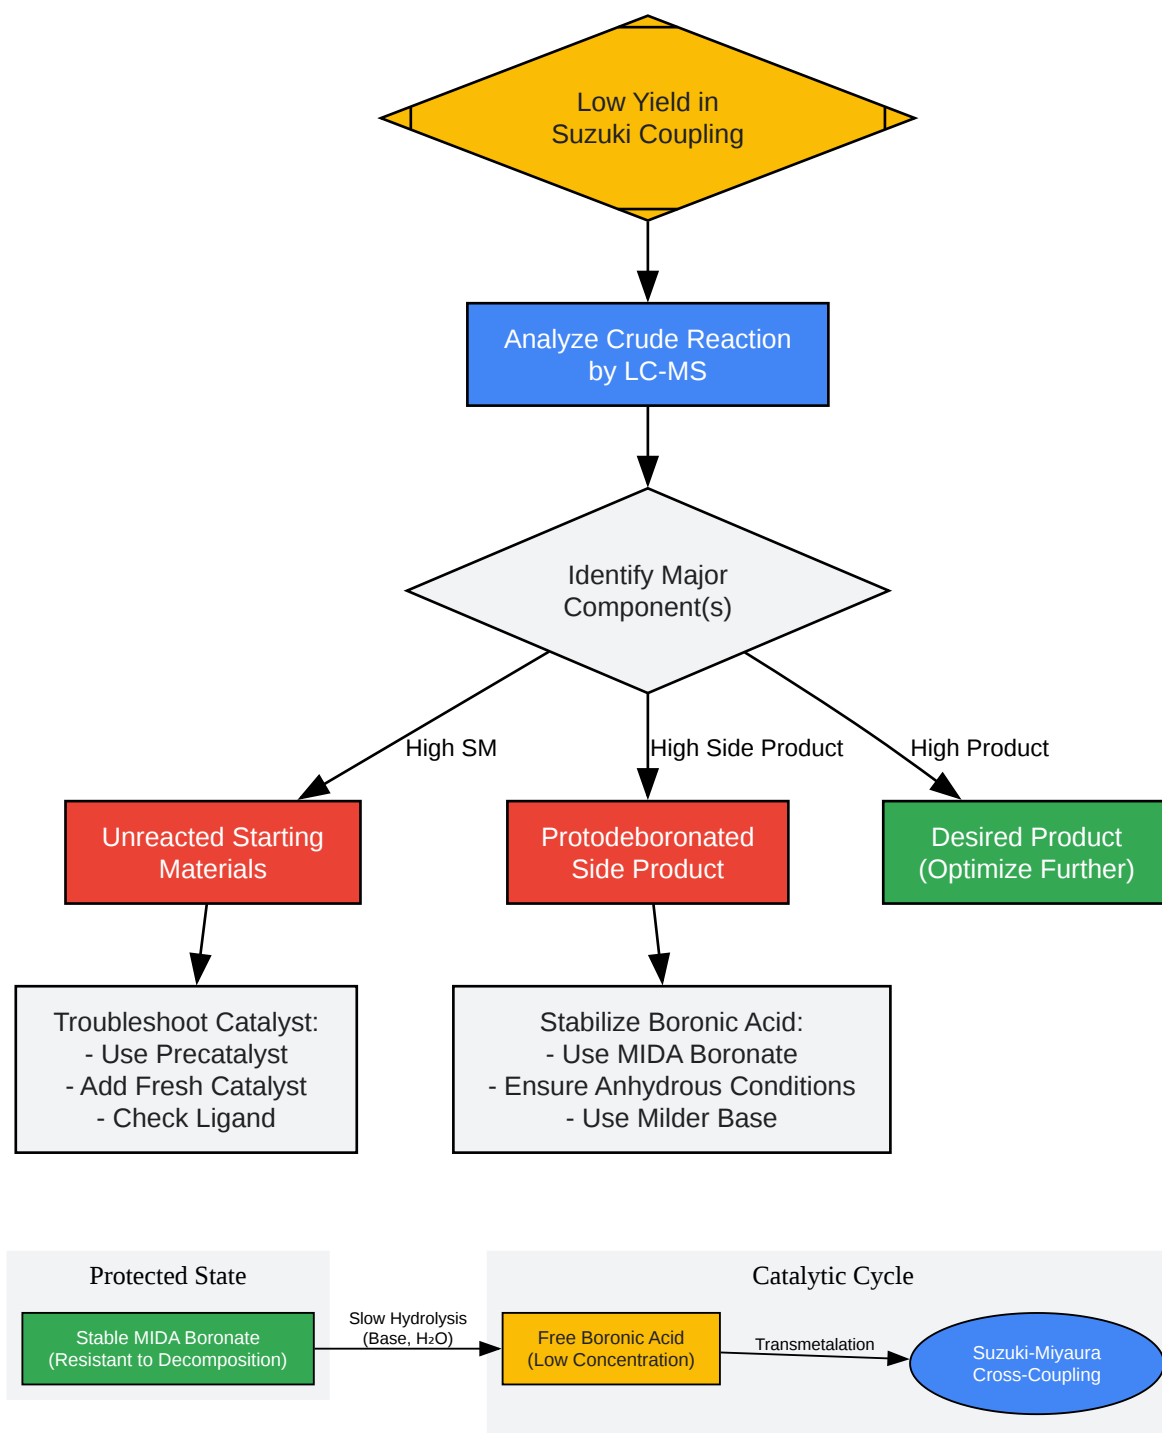 Low Yield in
Suzuki Coupling
Analyze Crude Reaction
by LC-MS
Identify Major
Component(s)
High SM
High Side Product
High Product
Unreacted Starting
Materials
Protodeboronated
Side Product
Desired Product
(Optimize Further)
Troubleshoot Catalyst:
- Use Precatalyst
- Add Fresh Catalyst
- Check Ligand
Stabilize Boronic Acid:
- Use MIDA Boronate
- Ensure Anhydrous Conditions
- Use Milder Base
Protected State
Stable MIDA Boronate
(Resistant to Decomposition)
Slow Hydrolysis
(Base, H₂O)
Catalytic Cycle
Free Boronic Acid
(Low Concentration)
Transmetalation
Suzuki-Miyaura
Cross-Coupling